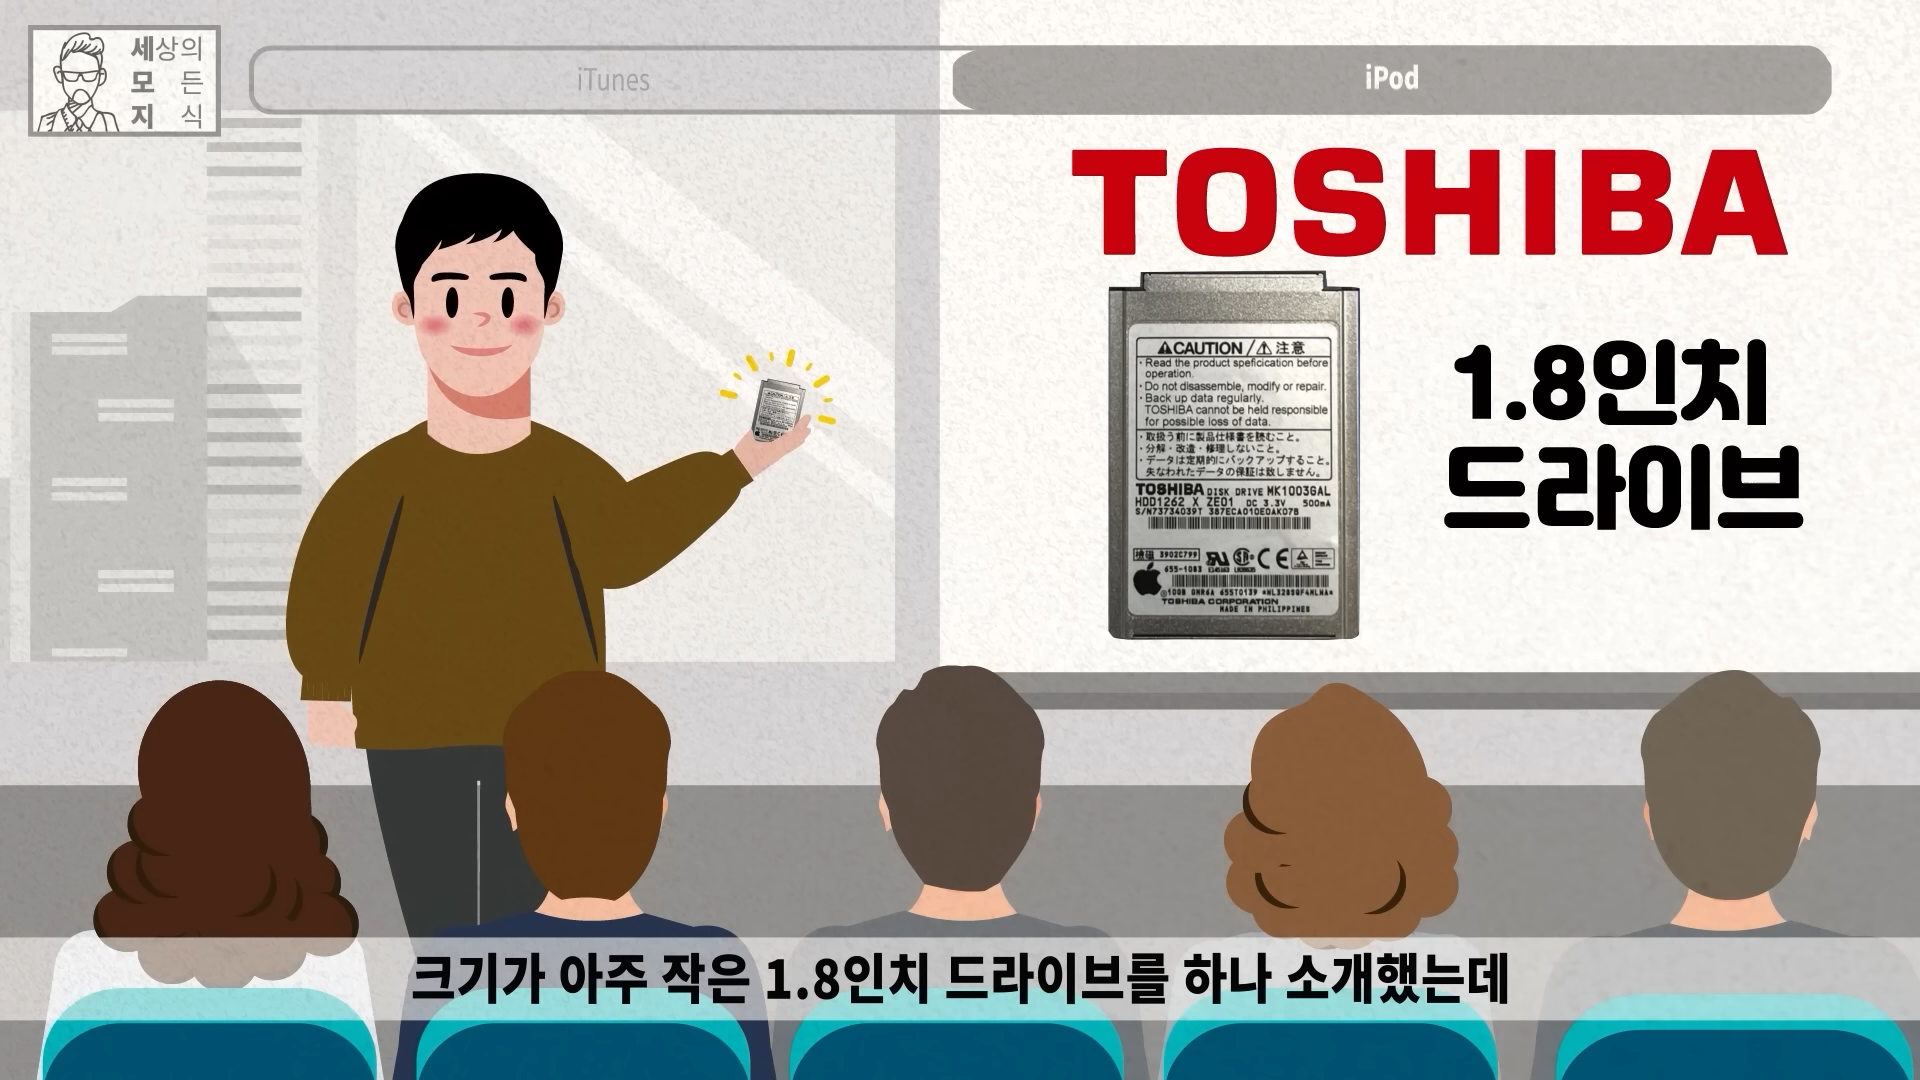 세상의
모든
지식
iTunes
iPod
TOSHIBA
1.8인치
드라이브
⚠CAUTION/⚠注意
・Read the product speficication before
operation.
・Do not disassemble, modify or repair.
・Back up data regularly.
TOSHIBA cannot be held responsible
for possible loss of data.
・取扱う前に製品仕様書を読むこと。
・分解・改造・修理しないこと。
・データは定期的にバックアップすること。
失なわれたデータの保証は致しません。
TOSHIBA DISK DRIVE MK1003GAL
HDD1262 X ZE01 DC 3.3V 500mA
S/N73734039T 387ECA010E0AK07B
3902C799
655-1083
TOSHIBA CORPORATION
MADE IN PHILIPPINES
크기가 아주 작은 1.8인치 드라이브를 하나 소개했는데